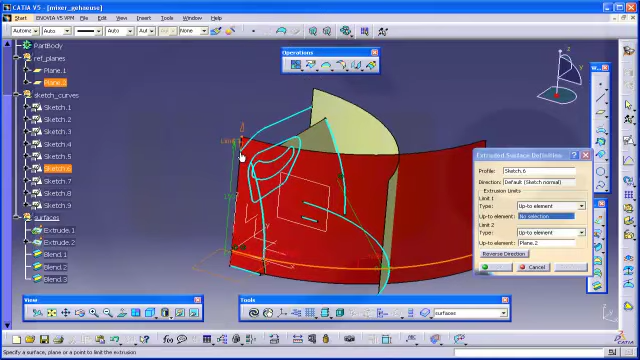 CATIA V5 - [mixer_gehause]
Start ENOVIA V5 VPM File Edit View Insert Tools Window Help
Auto Auto None
PartBody
ref_planes
Plane.1
Plane.2
sketch_curves
Sketch.1
Sketch.2
Sketch.3
Sketch.4
Sketch.5
Sketch.6
Sketch.7
Sketch.8
Sketch.9
surfaces
Extrude.1
Extrude.2
Blend.1
Blend.2
Blend.3
Operations
Extruded Surface Definition
Profile: Sketch.6
Direction: Default (Sketch normal)
Extrusion Limits
Limit 1
Type: Up-to element
Up-to element: No selection
Limit 2
Type: Up-to element
Up-to element: Plane.2
Reverse Direction
Cancel
View
Tools
surfaces
Specify a surface, plane or a point to limit the extrusion